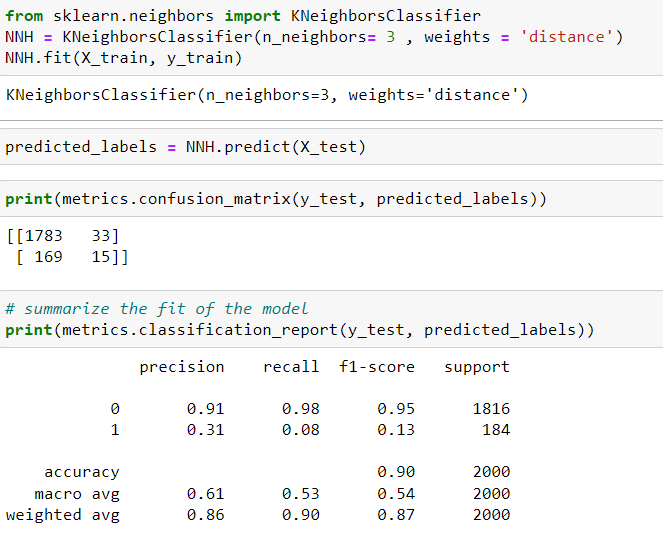 from sklearn.neighbors import KNeighborsClassifier
NNH = KNeighborsClassifier(n_neighbors= 3 , weights = 'distance')
NNH.fit(X_train, y_train)
KNeighborsClassifier(n_neighbors=3, weights='distance')
predicted_labels = NNH.predict(X_test)
print(metrics.confusion_matrix(y_test, predicted_labels))
[[1783   33]
 [ 169   15]]
# summarize the fit of the model
print(metrics.classification_report(y_test, predicted_labels))
              precision    recall  f1-score   support
           0       0.91      0.98      0.95      1816
           1       0.31      0.08      0.13       184
    accuracy                           0.90      2000
   macro avg       0.61      0.53      0.54      2000
weighted avg       0.86      0.90      0.87      2000